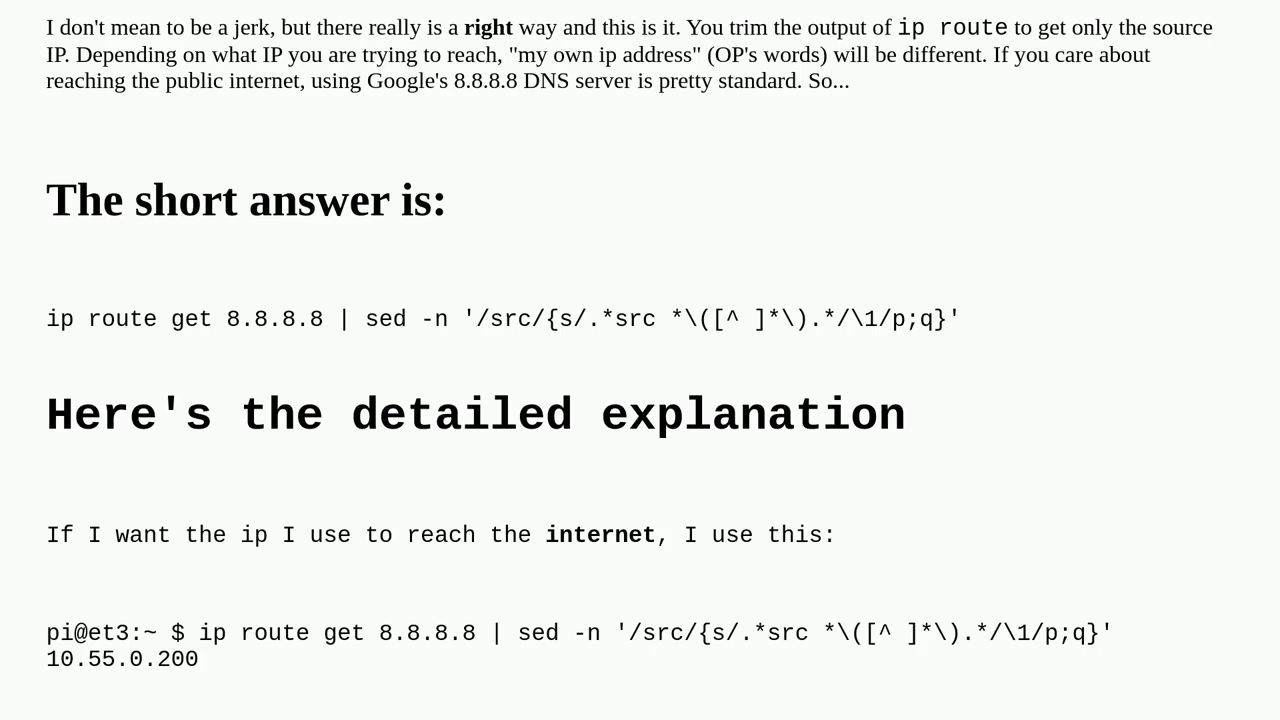 I don't mean to be a jerk, but there really is a right way and this is it. You trim the output of ip route to get only the source
IP. Depending on what IP you are trying to reach, "my own ip address" (OP's words) will be different. If you care about
reaching the public internet, using Google's 8.8.8.8 DNS server is pretty standard. So...
The short answer is:
ip route get 8.8.8.8 | sed -n '/src/{s/.*src *\([^ ]*\).*/\1/p;q}'
Here's the detailed explanation
If I want the ip I use to reach the internet, I use this:
pi@et3:~ $ ip route get 8.8.8.8 | sed -n '/src/{s/.*src *\([^ ]*\).*/\1/p;q}'
10.55.0.200